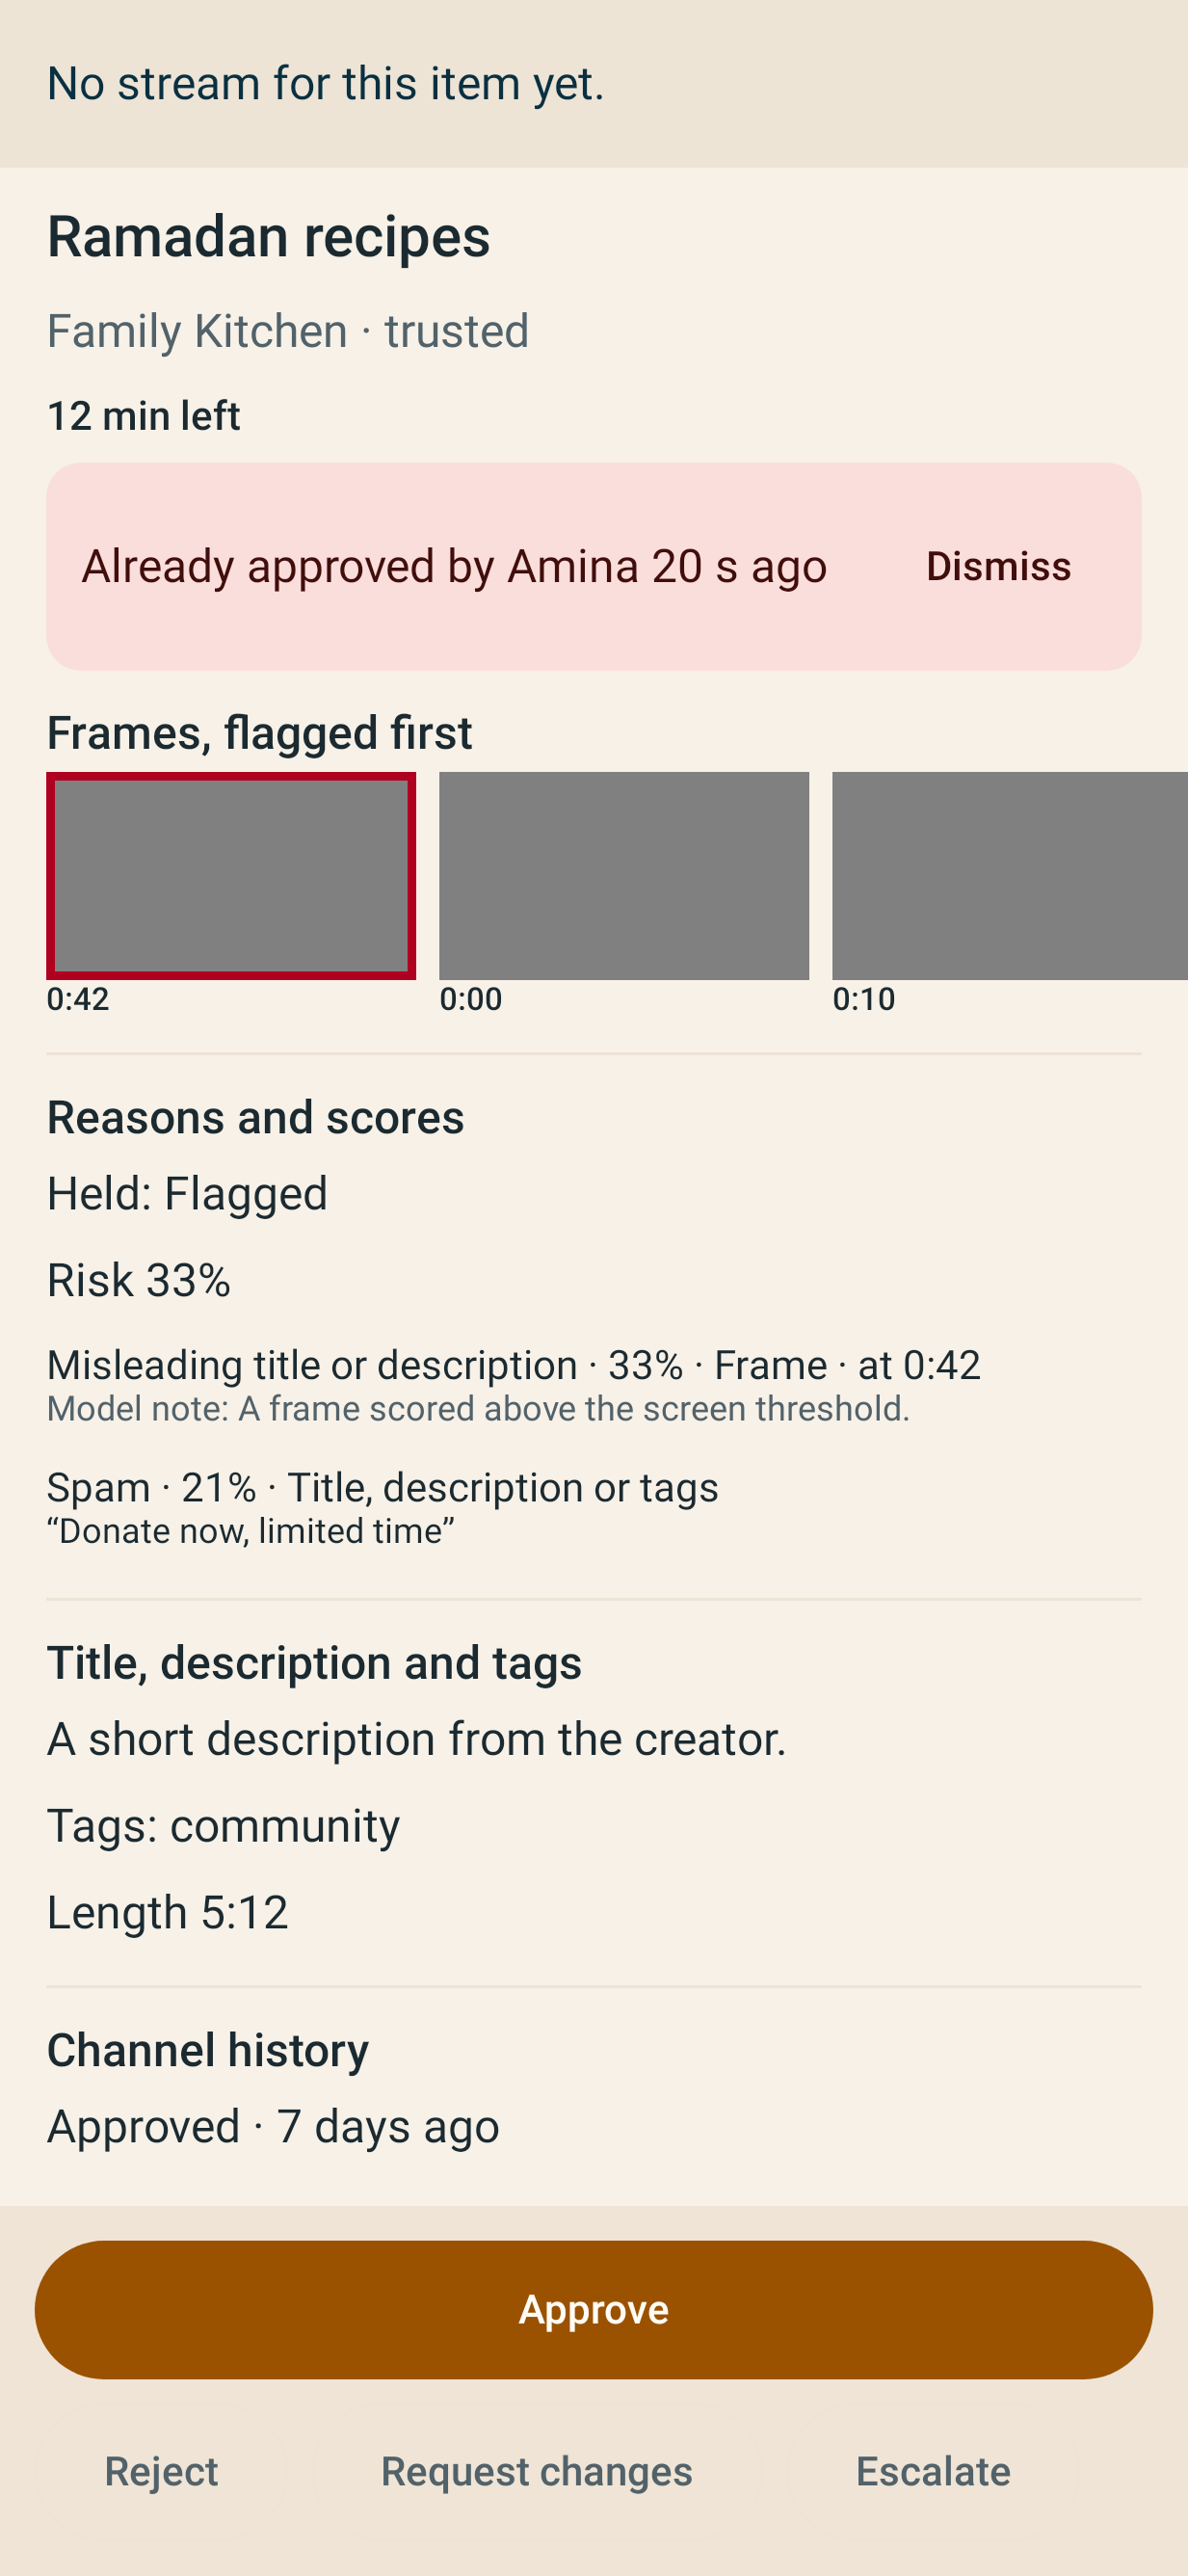 No stream for this item yet.
Ramadan recipes
Family Kitchen · trusted
12 min left
Already approved by Amina 20 s ago
Dismiss
Frames, flagged first
0:42
0:00
0:10
Reasons and scores
Held: Flagged
Risk 33%
Misleading title or description · 33% · Frame · at 0:42
Model note: A frame scored above the screen threshold.
Spam · 21% · Title, description or tags
“Donate now, limited time”
Title, description and tags
A short description from the creator.
Tags: community
Length 5:12
Channel history
Approved · 7 days ago
Approve
Reject
Request changes
Escalate